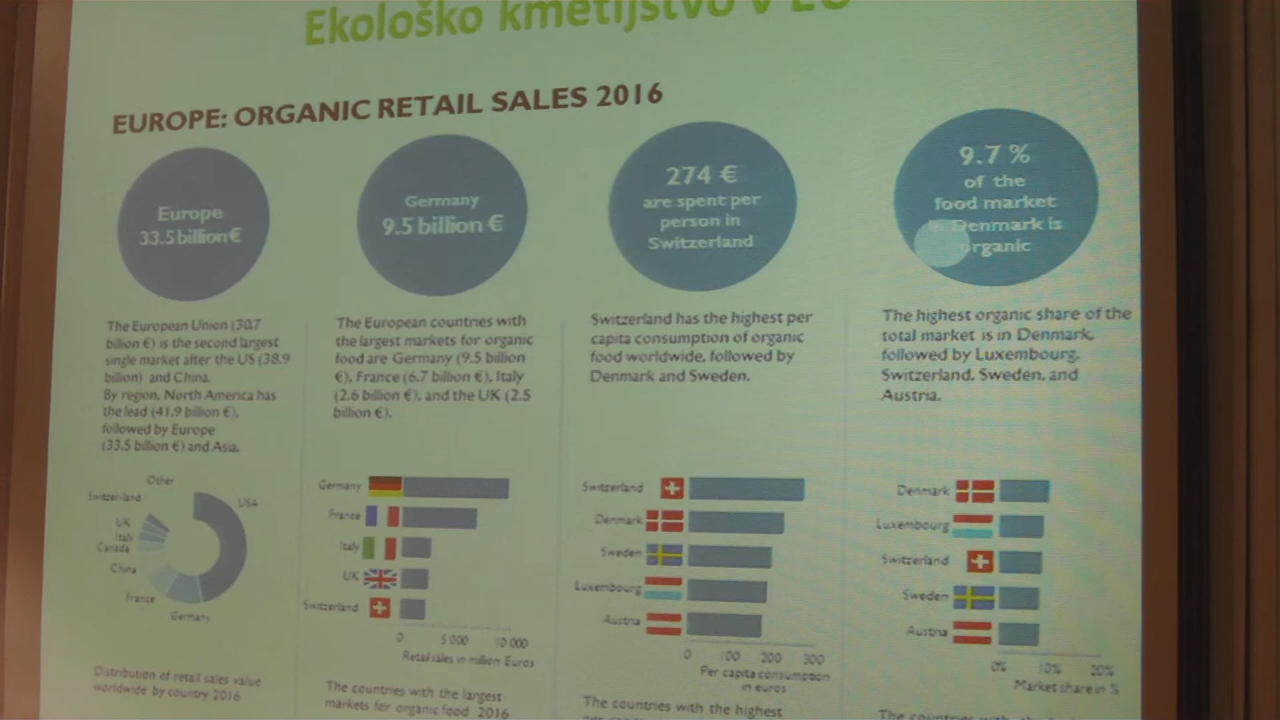 Ekološko kmetijstvo v EU
EUROPE: ORGANIC RETAIL SALES 2016
Europe
33.5 billion €
Germany
9.5 billion €
274 €
are spent per
person in
Switzerland
9.7 %
of the
food market
in Denmark is
organic
The European Union (30.7
billion €) is the second largest
single market after the US (38.9
billion) and China.
By region, North America has
the lead (41.9 billion €),
followed by Europe
(33.5 billion €) and Asia.
The European countries with
the largest markets for organic
food are Germany (9.5 billion
€), France (6.7 billion €), Italy
(2.6 billion €), and the UK (2.5
billion €).
Switzerland has the highest per
capita consumption of organic
food worldwide, followed by
Denmark and Sweden.
The highest organic share of the
total market is in Denmark,
followed by Luxembourg,
Switzerland, Sweden, and
Austria.
Other
Switzer-land
USA
UK
Italy
Canada
China
France
Germany
Distribution of retail sales value
worldwide by country 2016
Germany
France
Italy
UK
Switzerland
0 5 000 10 000
Retail sales in million Euros
The countries with the largest
markets for organic food 2016
Switzerland
Denmark
Sweden
Luxembourg
Austria
0 100 200 300
Per capita consumption
in euros
The countries with the highest
Denmark
Luxembourg
Switzerland
Sweden
Austria
0% 10% 20%
Market share in %
The countries with the